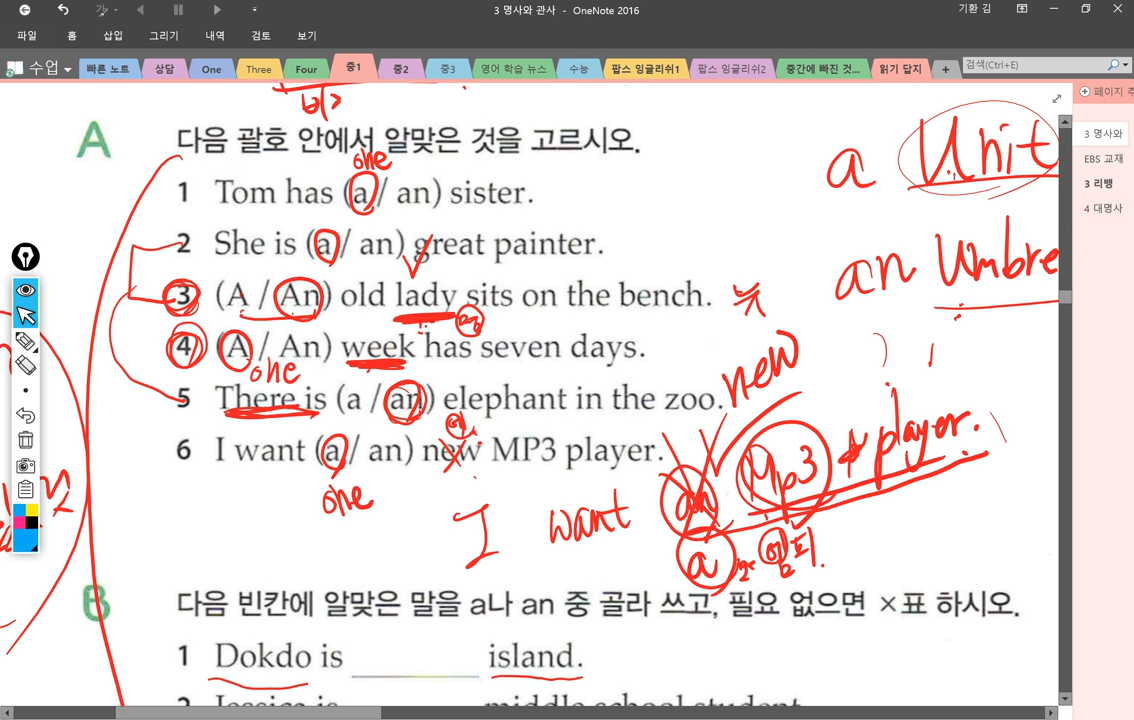 3 명사와 관사 - OneNote 2016
기환 김
파일 홈 삽입 그리기 내역 검토 보기
수업 빠른 노트 상담 One Three Four 중1 중2 중3 영어 학습 뉴스 수능 팝스 잉글리쉬1 팝스 잉글리쉬2 중간에 빠진 것... 읽기 답지 + 검색(Ctrl+E)
페이지 추
3 명사와
EBS 교재
3 리뱅
4 대명사
A 다음 괄호 안에서 알맞은 것을 고르시오.
one
1 Tom has (a / an) sister.
2 She is (a / an) great painter.
3 (A / An) old lady sits on the bench.
4 (A / An) week has seven days.
one
5 There is (a / an) elephant in the zoo.
6 I want (a / an) new MP3 player.
one
a Unit
an Umbre
new
I want an Mp3 player.
a
B 다음 빈칸에 알맞은 말을 a나 an 중 골라 쓰고, 필요 없으면 ×표 하시오.
1 Dokdo is ________ island.
2 Jessica is ________ middle school student.